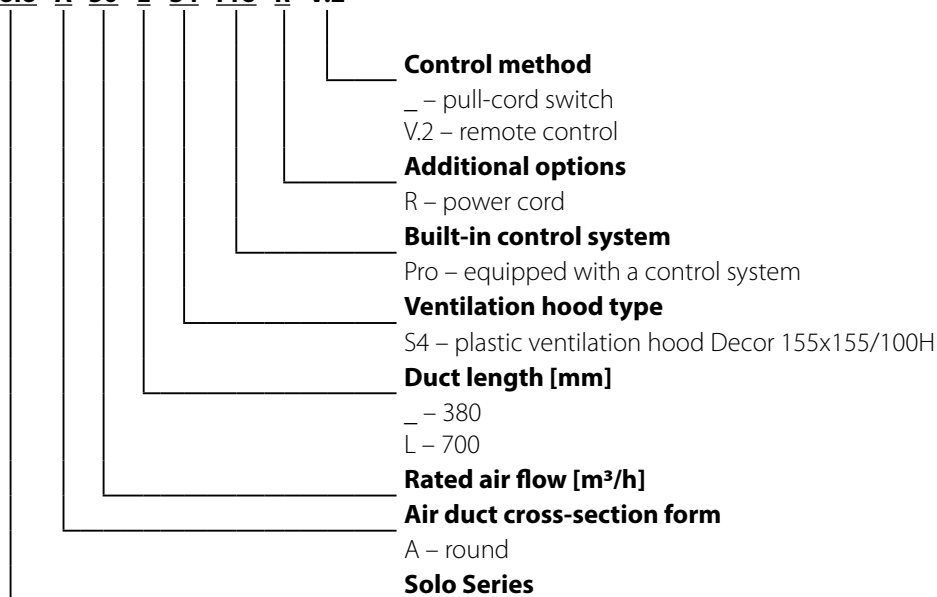 Control method
_ – pull-cord switch
V.2 – remote control
Additional options
R – power cord
Built-in control system
Pro – equipped with a control system
Ventilation hood type
S4 – plastic ventilation hood Decor 155x155/100H
Duct length [mm]
_ – 380
L – 700
Rated air flow [m³/h]
Air duct cross-section form
A – round
Solo Series